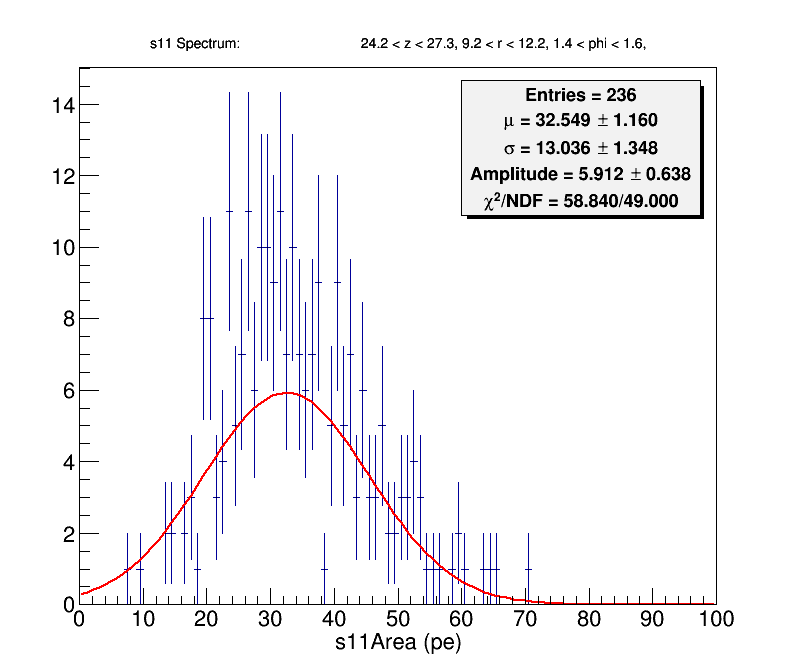 s11 Spectrum: 24.2 < z < 27.3, 9.2 < r < 12.2, 1.4 < phi < 1.6,
Entries = 236
μ = 32.549 ± 1.160
σ = 13.036 ± 1.348
Amplitude = 5.912 ± 0.638
χ²/NDF = 58.840/49.000
14
12
10
8
6
4
2
0
0 10 20 30 40 50 60 70 80 90 100
s11Area (pe)